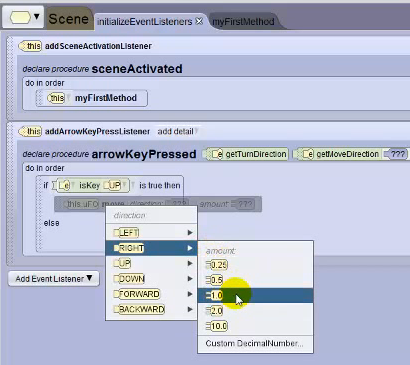 Scene initializeEventListeners myFirstMethod
this addSceneActivationListener
declare procedure sceneActivated
do in order
this myFirstMethod
this addArrowKeyPressListener add detail
declare procedure arrowKeyPressed e getTurnDirection e getMoveDirection ???
do in order
if e isKey UP is true then
this.uFO move direction ??? amount ???
else
direction
LEFT
RIGHT
UP
DOWN
FORWARD
BACKWARD
amount
0.25
0.5
1.0
2.0
10.0
Custom DecimalNumber...
Add Event Listener